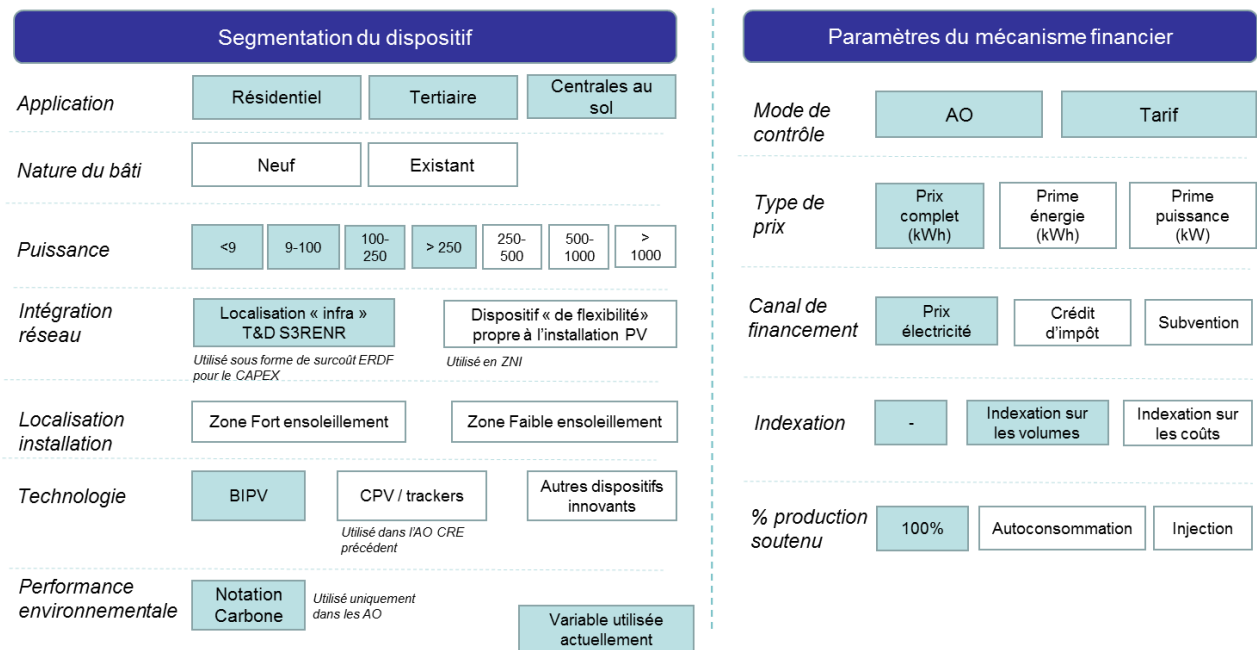 Segmentation du dispositif
Application
Résidentiel
Tertiaire
Centrales au
sol
Nature du bâti
Neuf
Existant
Puissance
<9
9-100
100-
250
> 250
250-
500
500-
1000
>
1000
Intégration
réseau
Localisation « infra »
T&D S3RENR
Utilisé sous forme de surcoût ERDF
pour le CAPEX
Dispositif « de flexibilité»
propre à l'installation PV
Utilisé en ZNI
Localisation
installation
Zone Fort ensoleillement
Zone Faible ensoleillement
Technologie
BIPV
CPV / trackers
Utilisé dans l'AO CRE
précédent
Autres dispositifs
innovants
Performance
environnementale
Notation
Carbone
Utilisé uniquement
dans les AO
Variable utilisée
actuellement
Paramètres du mécanisme financier
Mode de
contrôle
AO
Tarif
Type de
prix
Prix
complet
(kWh)
Prime
énergie
(kWh)
Prime
puissance
(kW)
Canal de
financement
Prix
électricité
Crédit
d'impôt
Subvention
Indexation
-
Indexation sur
les volumes
Indexation sur
les coûts
% production
soutenu
100%
Autoconsommation
Injection